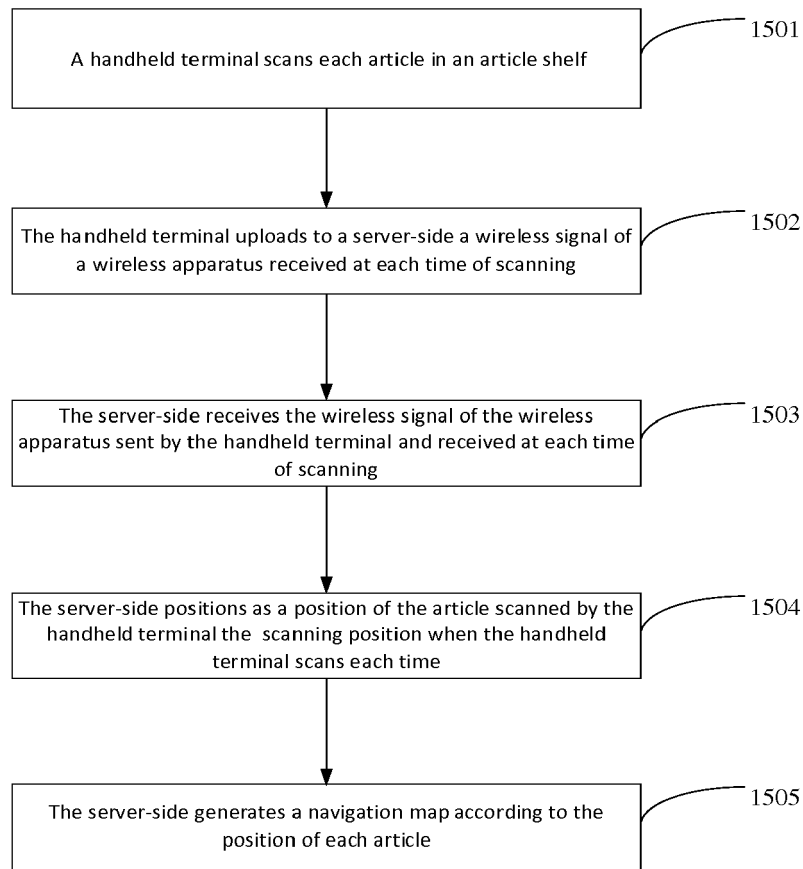 A handheld terminal scans each article in an article shelf
1501
The handheld terminal uploads to a server-side a wireless signal of
a wireless apparatus received at each time of scanning
1502
The server-side receives the wireless signal of the wireless
apparatus sent by the handheld terminal and received at each time
of scanning
1503
The server-side positions as a position of the article scanned by the
handheld terminal the scanning position when the handheld
terminal scans each time
1504
The server-side generates a navigation map according to the
position of each article
1505